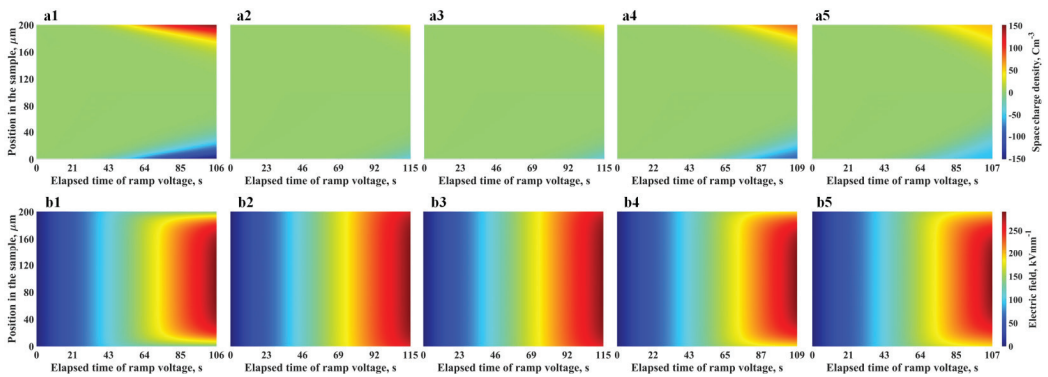 a1
a2
a3
a4
a5
Position in the sample, μm
200
160
120
80
40
0
0 21 43 64 85 106
0 23 46 69 92 115
0 23 46 69 92 115
0 22 44 66 87 109
0 21 43 64 85 107
Elapsed time of ramp voltage, s
Elapsed time of ramp voltage, s
Elapsed time of ramp voltage, s
Elapsed time of ramp voltage, s
Elapsed time of ramp voltage, s
150
100
50
0
-50
-100
-150
Space charge density, Cm⁻³
b1
b2
b3
b4
b5
Position in the sample, μm
200
160
120
80
40
0
0 21 43 64 85 106
0 23 46 69 92 115
0 23 46 69 92 115
0 22 44 66 87 109
0 21 43 64 85 107
Elapsed time of ramp voltage, s
Elapsed time of ramp voltage, s
Elapsed time of ramp voltage, s
Elapsed time of ramp voltage, s
Elapsed time of ramp voltage, s
250
200
150
100
50
0
Electric field, kVmm⁻¹